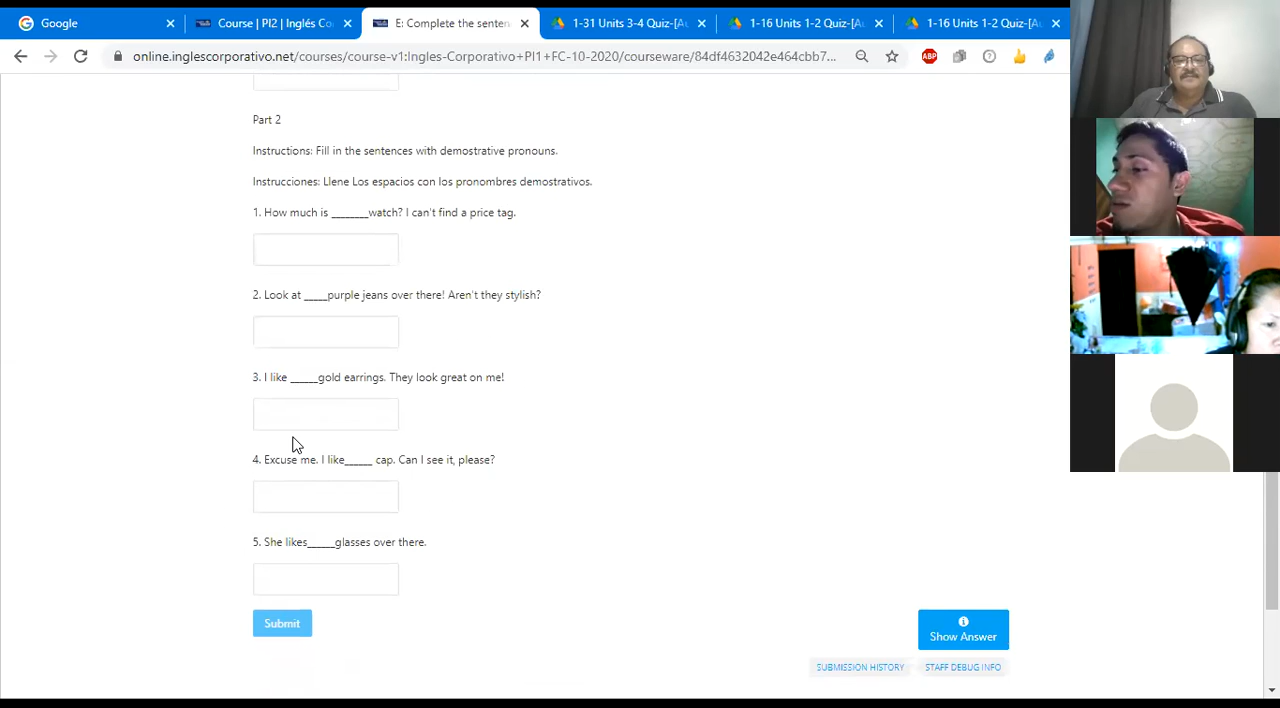 Google
Course | PI2 | Inglés Co
E: Complete the senten
1-31 Units 3-4 Quiz-[A
1-16 Units 1-2 Quiz-[A
1-16 Units 1-2 Quiz-[A
online.inglescorporativo.net/courses/course-v1:Ingles-Corporativo+PI1+FC-10-2020/courseware/84df4632042e464cbb7...
ABP
Part 2
Instructions: Fill in the sentences with demostrative pronouns.
Instrucciones: Llene Los espacios con los pronombres demostrativos.
1. How much is ________watch? I can't find a price tag.
2. Look at _____purple jeans over there! Aren't they stylish?
3. I like ______gold earrings. They look great on me!
4. Excuse me. I like______ cap. Can I see it, please?
5. She likes______glasses over there.
Submit
Show Answer
SUBMISSION HISTORY
STAFF DEBUG INFO